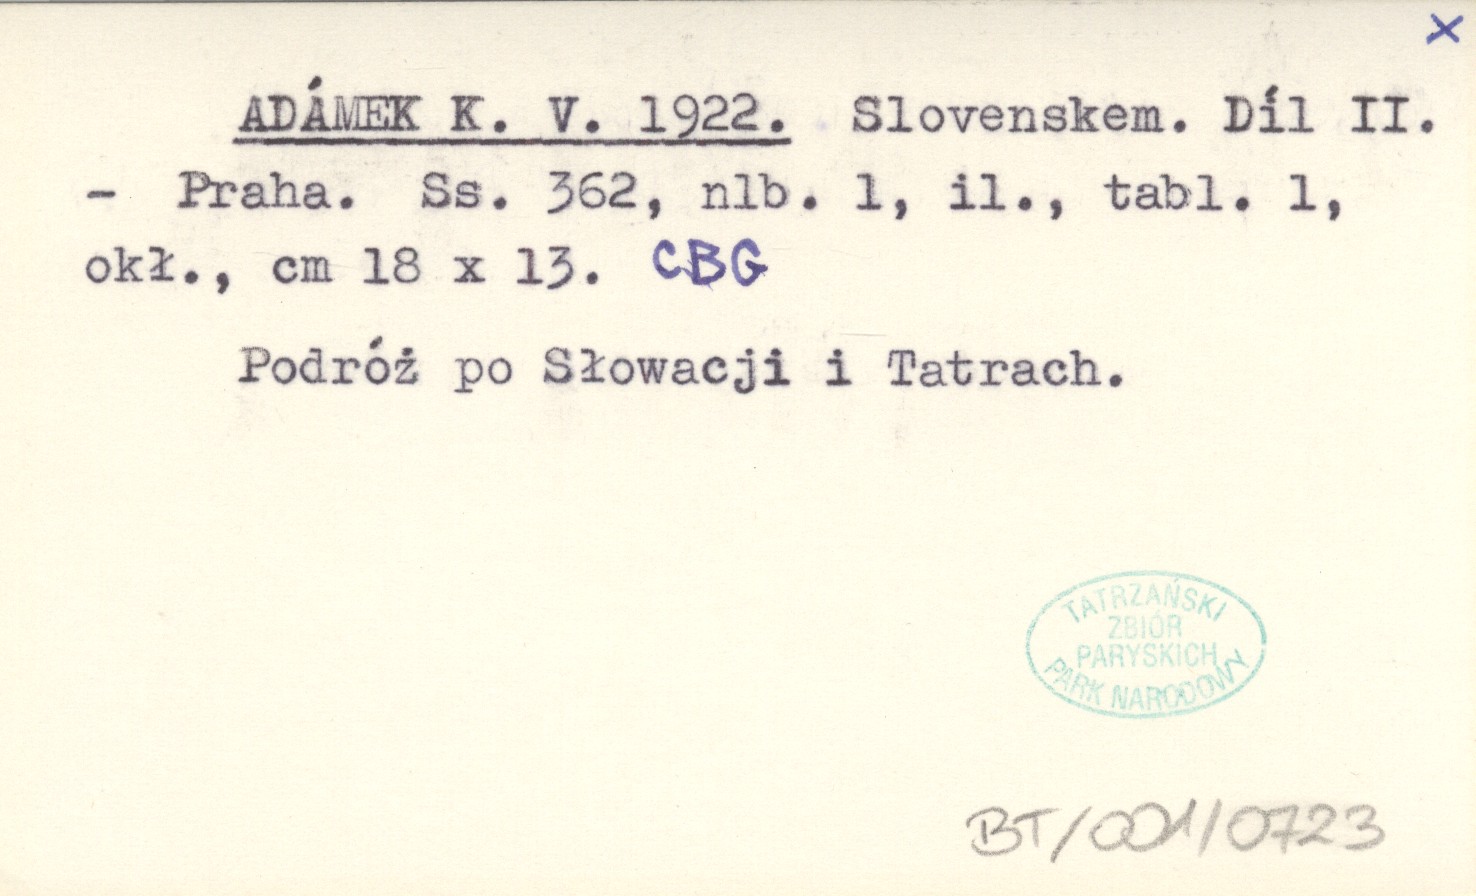 x
ADÁMEK K. V. 1922. Slovenskem. Díl II.
- Praha. Ss. 362, nlb. 1, il., tabl. 1,
okł., cm 18 x 13. CBG
Podróż po Słowacji i Tatrach.
TATRZAŃSKI
ZBIÓR
PARYSKICH
PARK NARODOWY
BT/001/0723